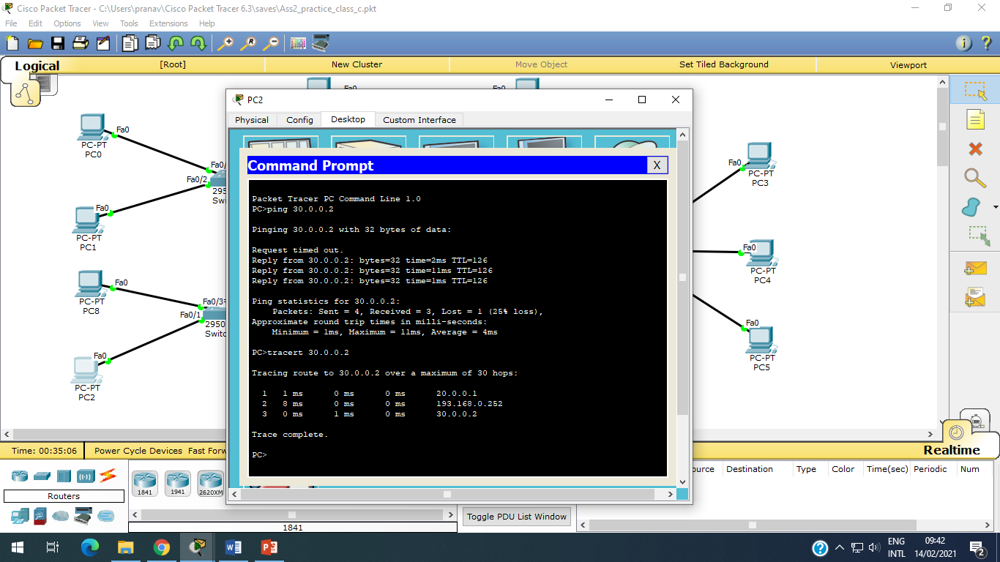 Cisco Packet Tracer - C:\Users\pranav\Cisco Packet Tracer 6.3\saves\Ass2_practice_class_c.pkt
File Edit Options View Tools Extensions Help
Logical [Root] New Cluster Move Object Set Tiled Background Viewport
Fa0 Fa0
PC2
Physical Config Desktop Custom Interface
Command Prompt X
Packet Tracer PC Command Line 1.0
PC>ping 30.0.0.2
Pinging 30.0.0.2 with 32 bytes of data:
Request timed out.
Reply from 30.0.0.2: bytes=32 time=2ms TTL=126
Reply from 30.0.0.2: bytes=32 time=11ms TTL=126
Reply from 30.0.0.2: bytes=32 time=1ms TTL=126
Ping statistics for 30.0.0.2:
Packets: Sent = 4, Received = 3, Lost = 1 (25% loss),
Approximate round trip times in milli-seconds:
Minimum = 1ms, Maximum = 11ms, Average = 4ms
PC>tracert 30.0.0.2
Tracing route to 30.0.0.2 over a maximum of 30 hops:
1 1 ms 0 ms 0 ms 20.0.0.1
2 8 ms 0 ms 0 ms 193.168.0.252
3 0 ms 1 ms 0 ms 30.0.0.2
Trace complete.
PC>
Fa0
PC-PT
PC0
Fa0/
Fa0/2
295
Swi
Fa0
PC-PT
PC1
Fa0
PC-PT
PC8
Fa0/3
Fa0/1
2950
Switc
Fa0
PC-PT
PC2
Fa0
PC-PT
PC3
Fa0
PC-PT
PC4
Fa0
PC-PT
PC5
Time: 00:35:06 Power Cycle Devices Fast Forw
Realtime
Routers
1841 1941 2620XM
1841
Toggle PDU List Window
ource Destination Type Color Time(sec) Periodic Num
ENG
INTL
09:42
14/02/2021
2